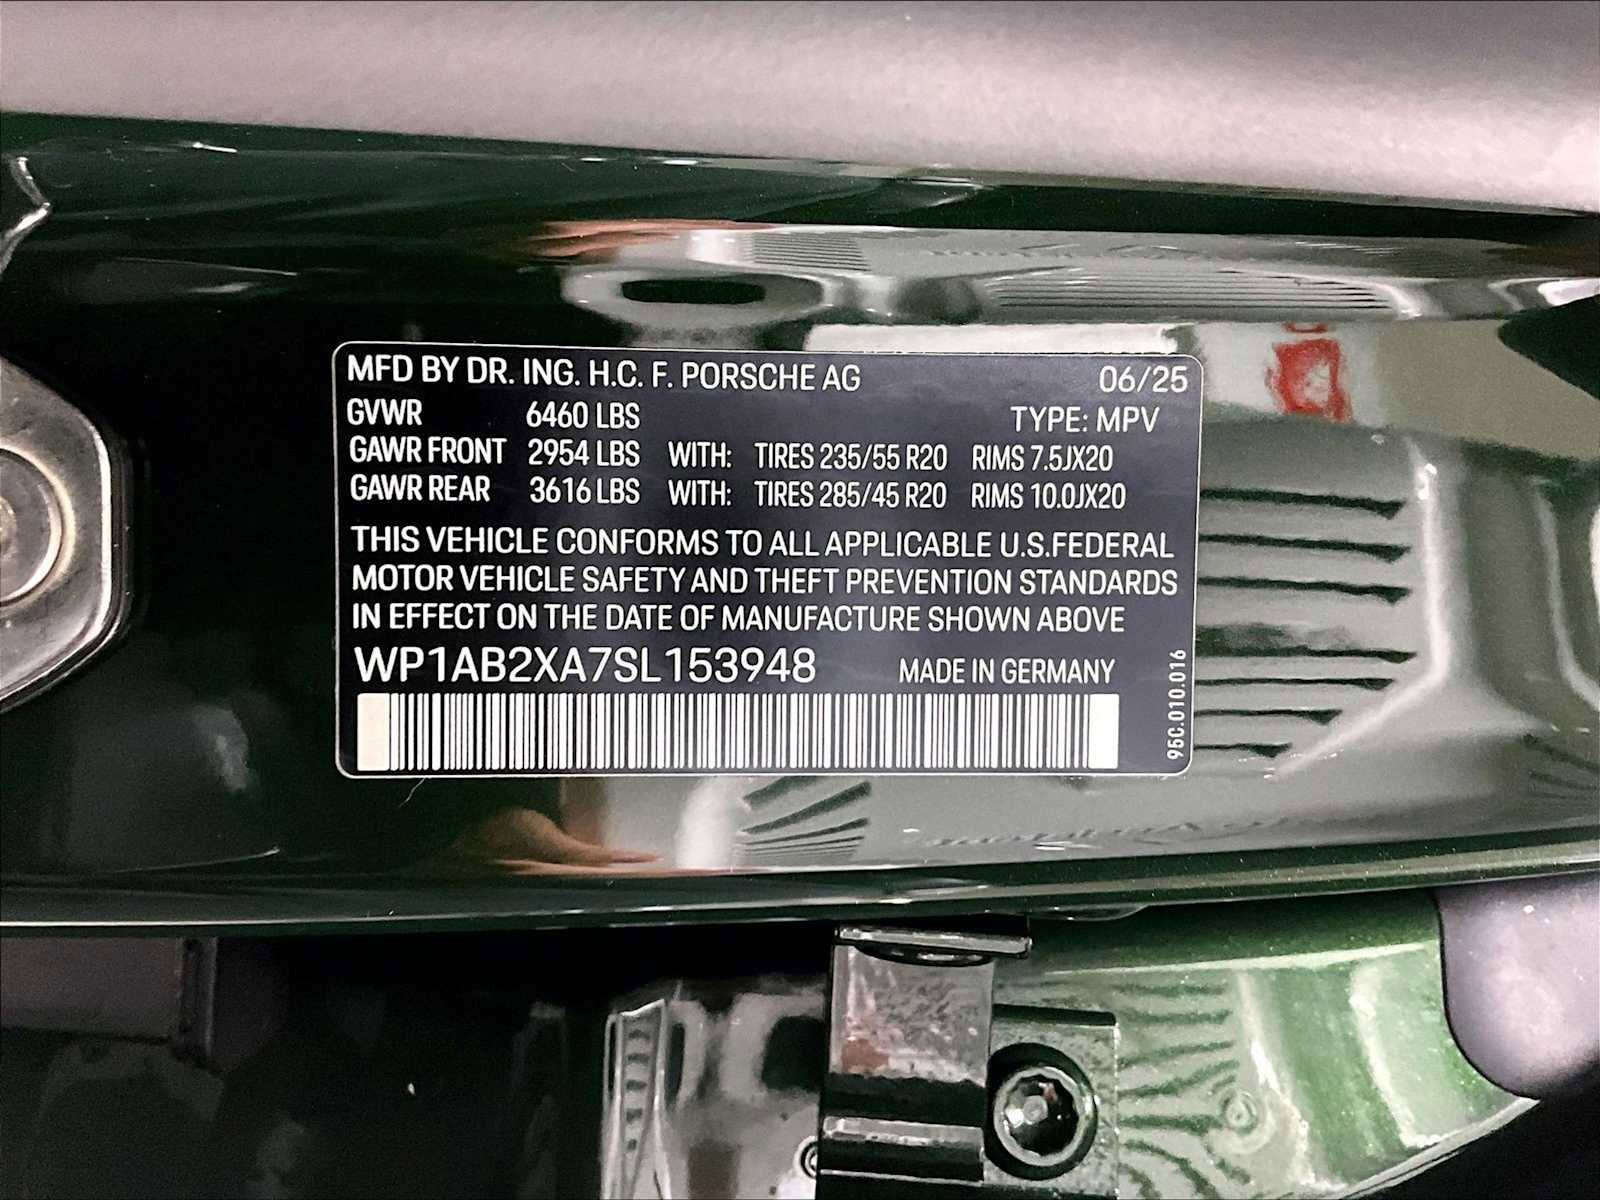 MFD BY DR. ING. H.C. F. PORSCHE AG 06/25
GVWR 6460 LBS TYPE: MPV
GAWR FRONT 2954 LBS WITH: TIRES 235/55 R20 RIMS 7.5JX20
GAWR REAR 3616 LBS WITH: TIRES 285/45 R20 RIMS 10.0JX20
THIS VEHICLE CONFORMS TO ALL APPLICABLE U.S.FEDERAL
MOTOR VEHICLE SAFETY AND THEFT PREVENTION STANDARDS
IN EFFECT ON THE DATE OF MANUFACTURE SHOWN ABOVE
WP1AB2XA7SL153948 MADE IN GERMANY
95C.010.016